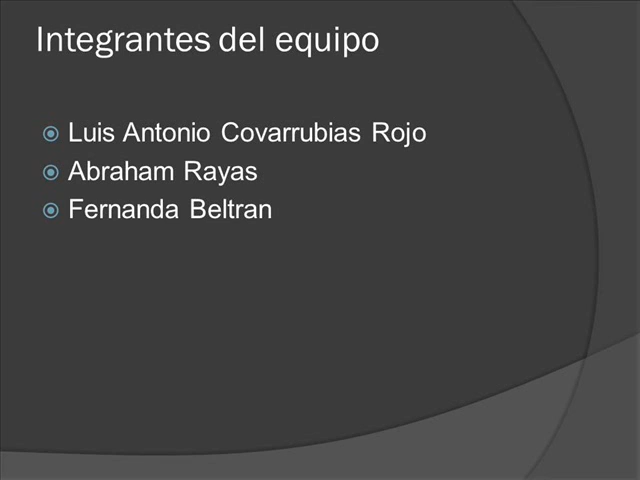 Integrantes del equipo
Luis Antonio Covarrubias Rojo
Abraham Rayas
Fernanda Beltran